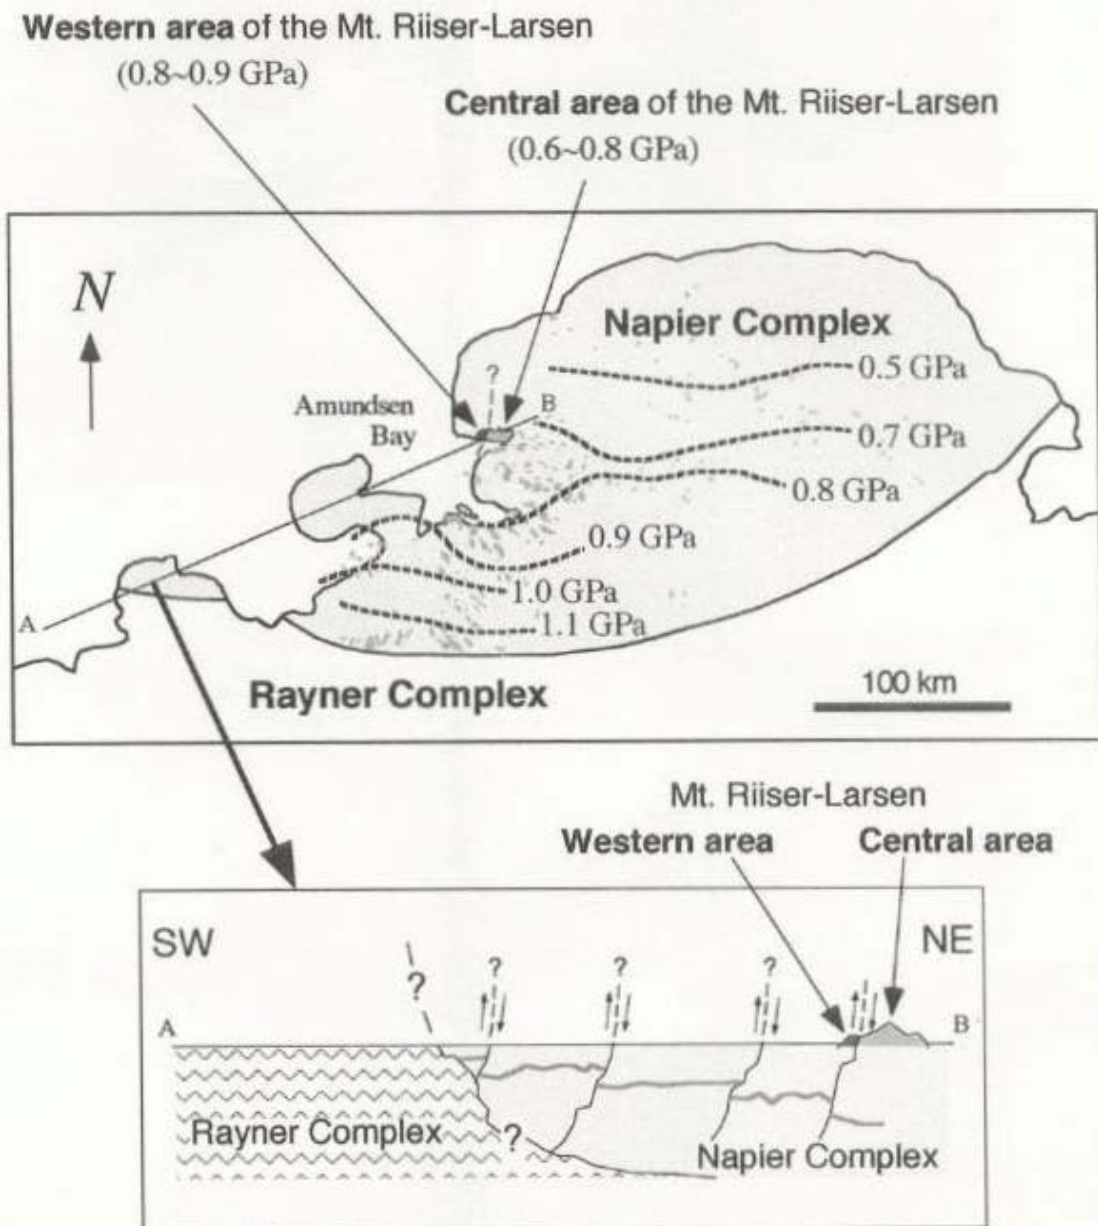 Western area of the Mt. Riiser-Larsen
(0.8~0.9 GPa)
Central area of the Mt. Riiser-Larsen
(0.6~0.8 GPa)
N
Napier Complex
?
0.5 GPa
Amundsen
Bay
B
0.7 GPa
0.8 GPa
0.9 GPa
1.0 GPa
1.1 GPa
A
Rayner Complex
100 km
Mt. Riiser-Larsen
Western area
Central area
SW
NE
?
?
?
?
A
B
Rayner Complex
?
Napier Complex